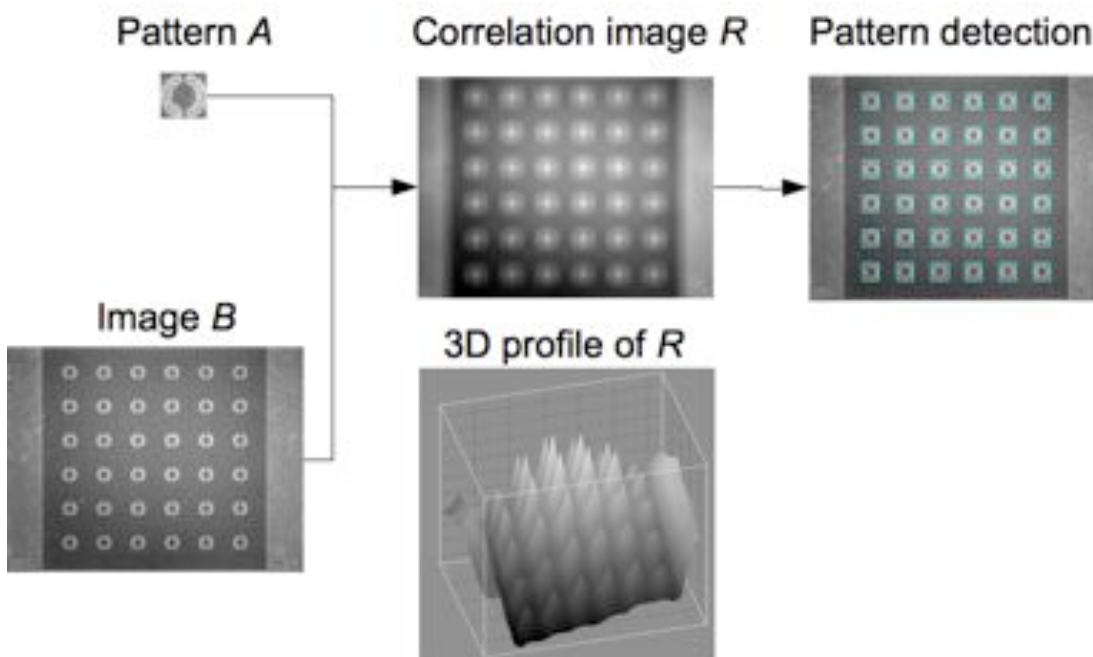 Pattern A
Correlation image R
Pattern detection
Image B
3D profile of R